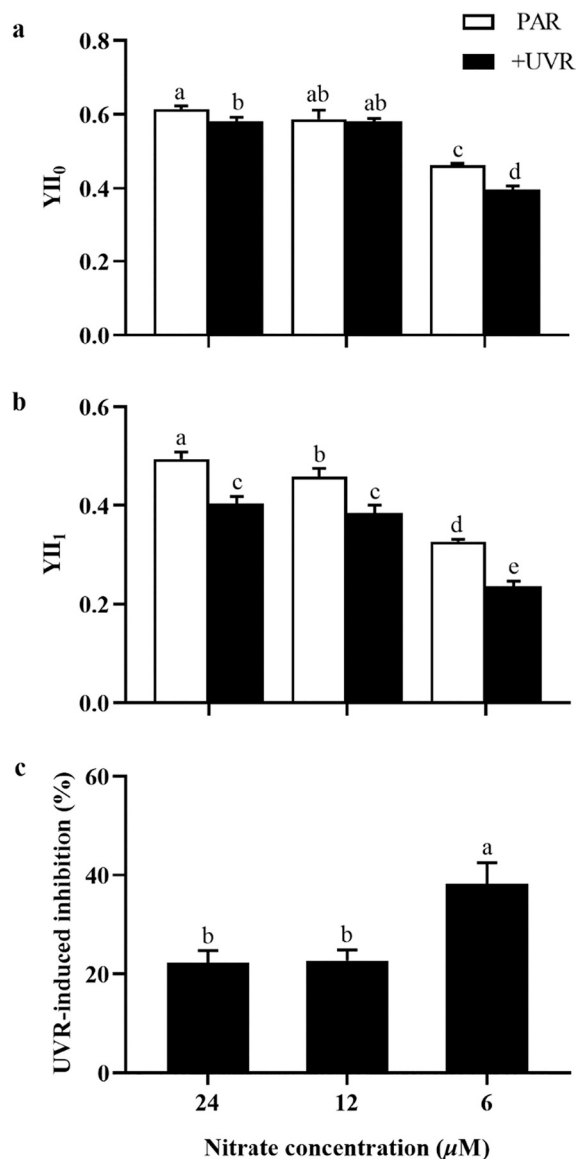 a
PAR
+UVR
YII₀
0.8
0.6
0.4
0.2
0.0
a
b
ab
ab
c
d
b
YII₁
0.6
0.4
0.2
0.0
a
c
b
c
d
e
c
UVR-induced inhibition (%)
60
40
20
0
b
b
a
24
12
6
Nitrate concentration (µM)